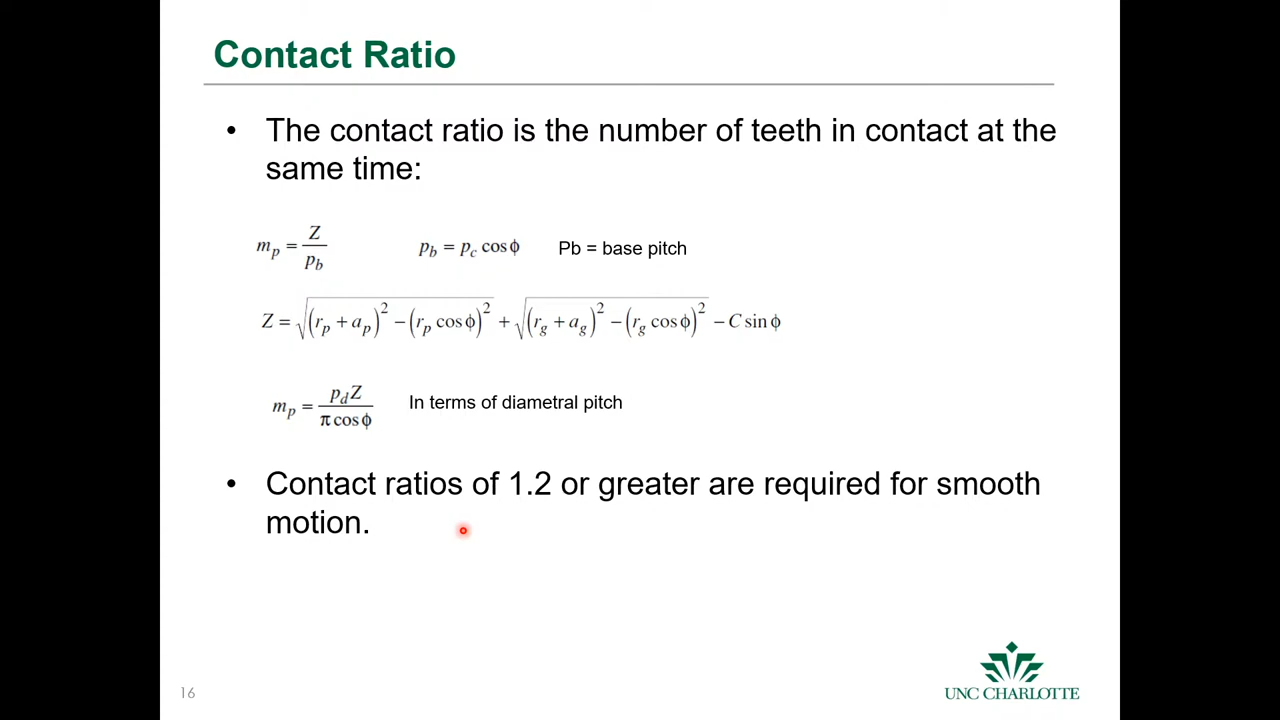 Contact Ratio
• The contact ratio is the number of teeth in contact at the
same time:
m_p = Z / p_b    p_b = p_c cos ϕ    Pb = base pitch
Z = √((r_p + a_p)² − (r_p cos ϕ)²) + √((r_g + a_g)² − (r_g cos ϕ)²) − C sin ϕ
m_p = p_d Z / π cos ϕ    In terms of diametral pitch
• Contact ratios of 1.2 or greater are required for smooth
motion.
16
UNC CHARLOTTE